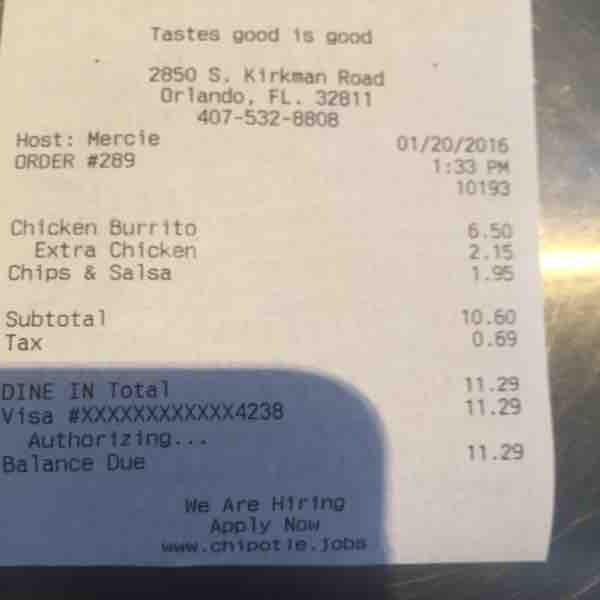 Tastes good is good
2850 S. Kirkman Road
Orlando, FL. 32811
407-532-8808
Host: Mercie 01/20/2016
ORDER #289 1:33 PM
10193
Chicken Burrito 6.50
Extra Chicken 2.15
Chips & Salsa 1.95
Subtotal 10.60
Tax 0.69
DINE IN Total 11.29
Visa #XXXXXXXXXXXX4238 11.29
Authorizing...
Balance Due 11.29
We Are Hiring
Apply Now
www.chipotle.jobs